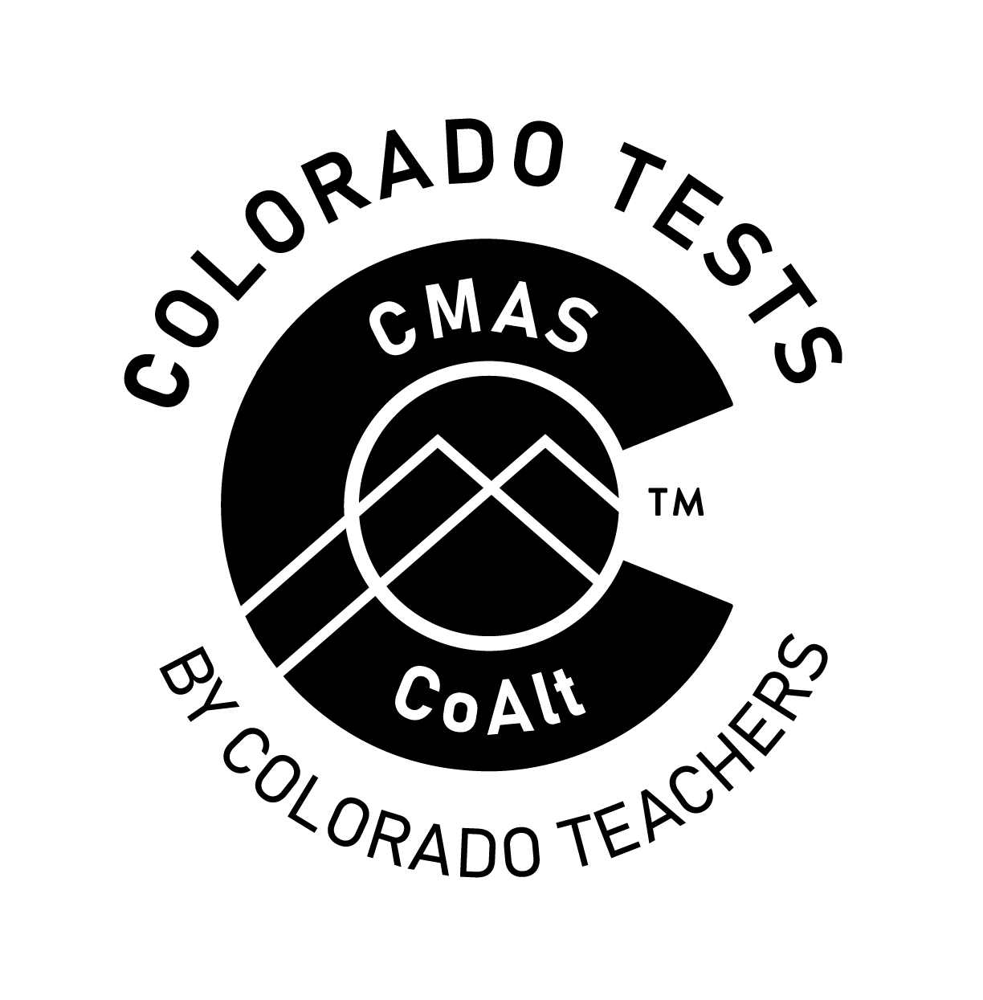 COLORADO TESTS
CMAS
TM
CoAlt
BY COLORADO TEACHERS